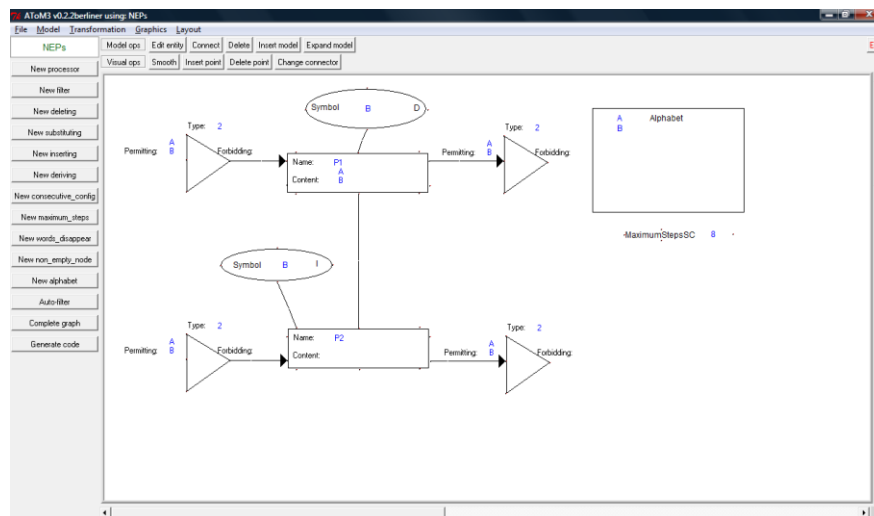 AToM3 v0.2.2berliner using: NEPs
File Model Transformation Graphics Layout
NEPs
Model ops Edit entity Connect Delete Insert model Expand model
E
Visual ops Smooth Insert point Delete point Change connector
New processor
New filter
New deleting
New substituting
New inserting
New deriving
New consecutive_config
New maximum_steps
New words_disappear
New non_empty_node
New alphabet
Auto-filter
Complete graph
Generate code
Symbol B D
A Alphabet
B
Type: 2
Permitting: A
B
Forbidding:
Name: P1
Content: A
B
Type: 2
Permitting: A
B
Forbidding:
MaximumStepsSC 8
Symbol B I
Type: 2
Permitting: A
B
Forbidding:
Name: P2
Content:
Type: 2
Permitting: A
B
Forbidding: